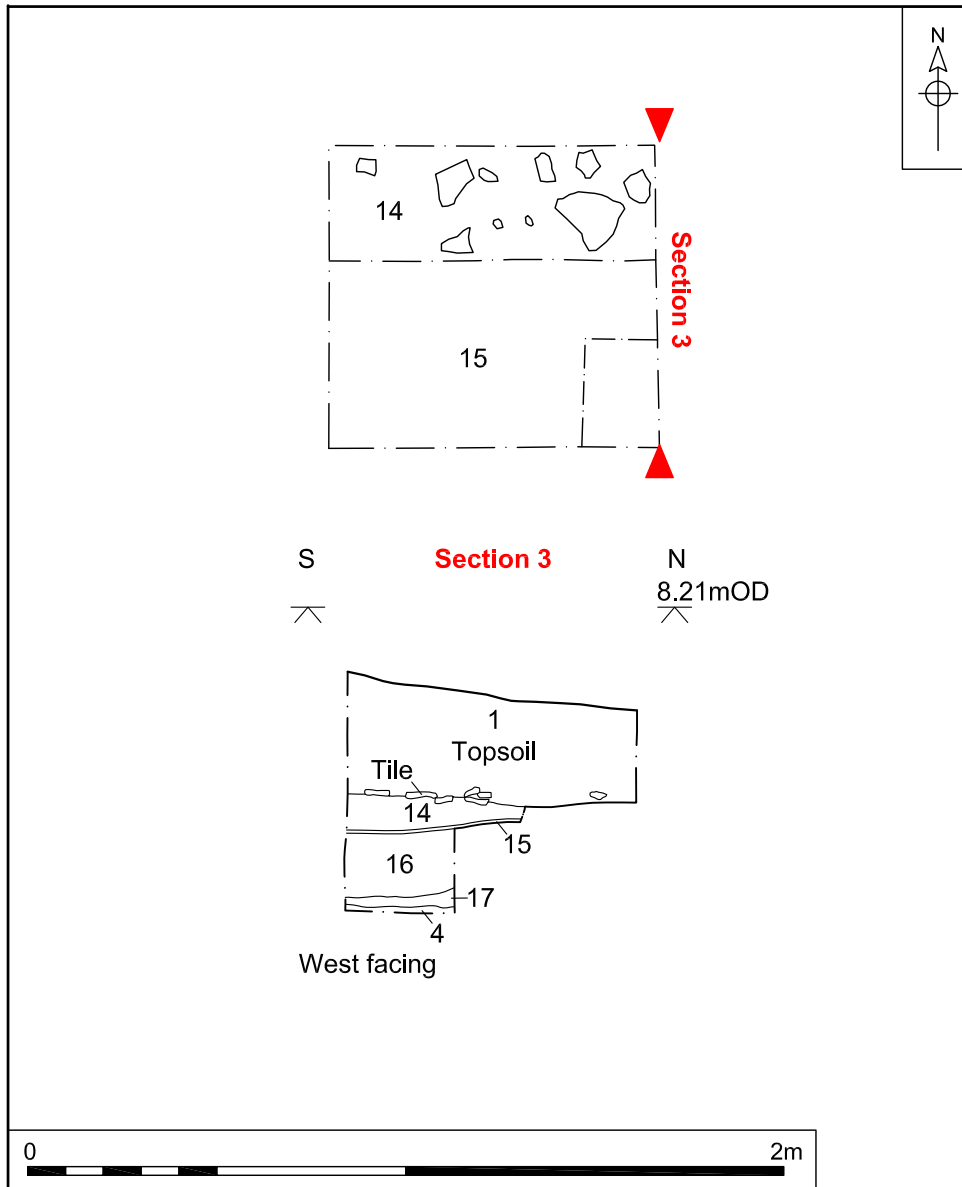 N
14
Section 3
15
S
Section 3
N
8.21mOD
1
Topsoil
Tile
14
15
16
17
4
West facing
0
2m